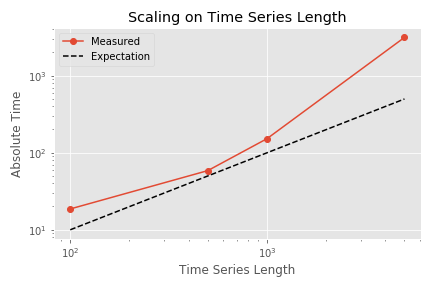 Scaling on Time Series Length
Measured
Expectation
Absolute Time
10³
10²
10¹
10²
10³
Time Series Length